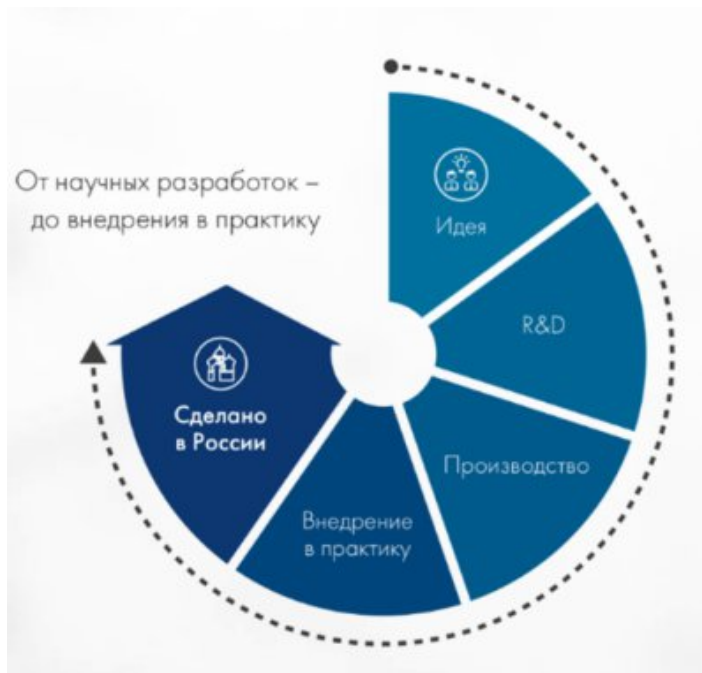 От научных разработок –
до внедрения в практику
Идея
R&D
Производство
Внедрение
в практику
Сделано
в России